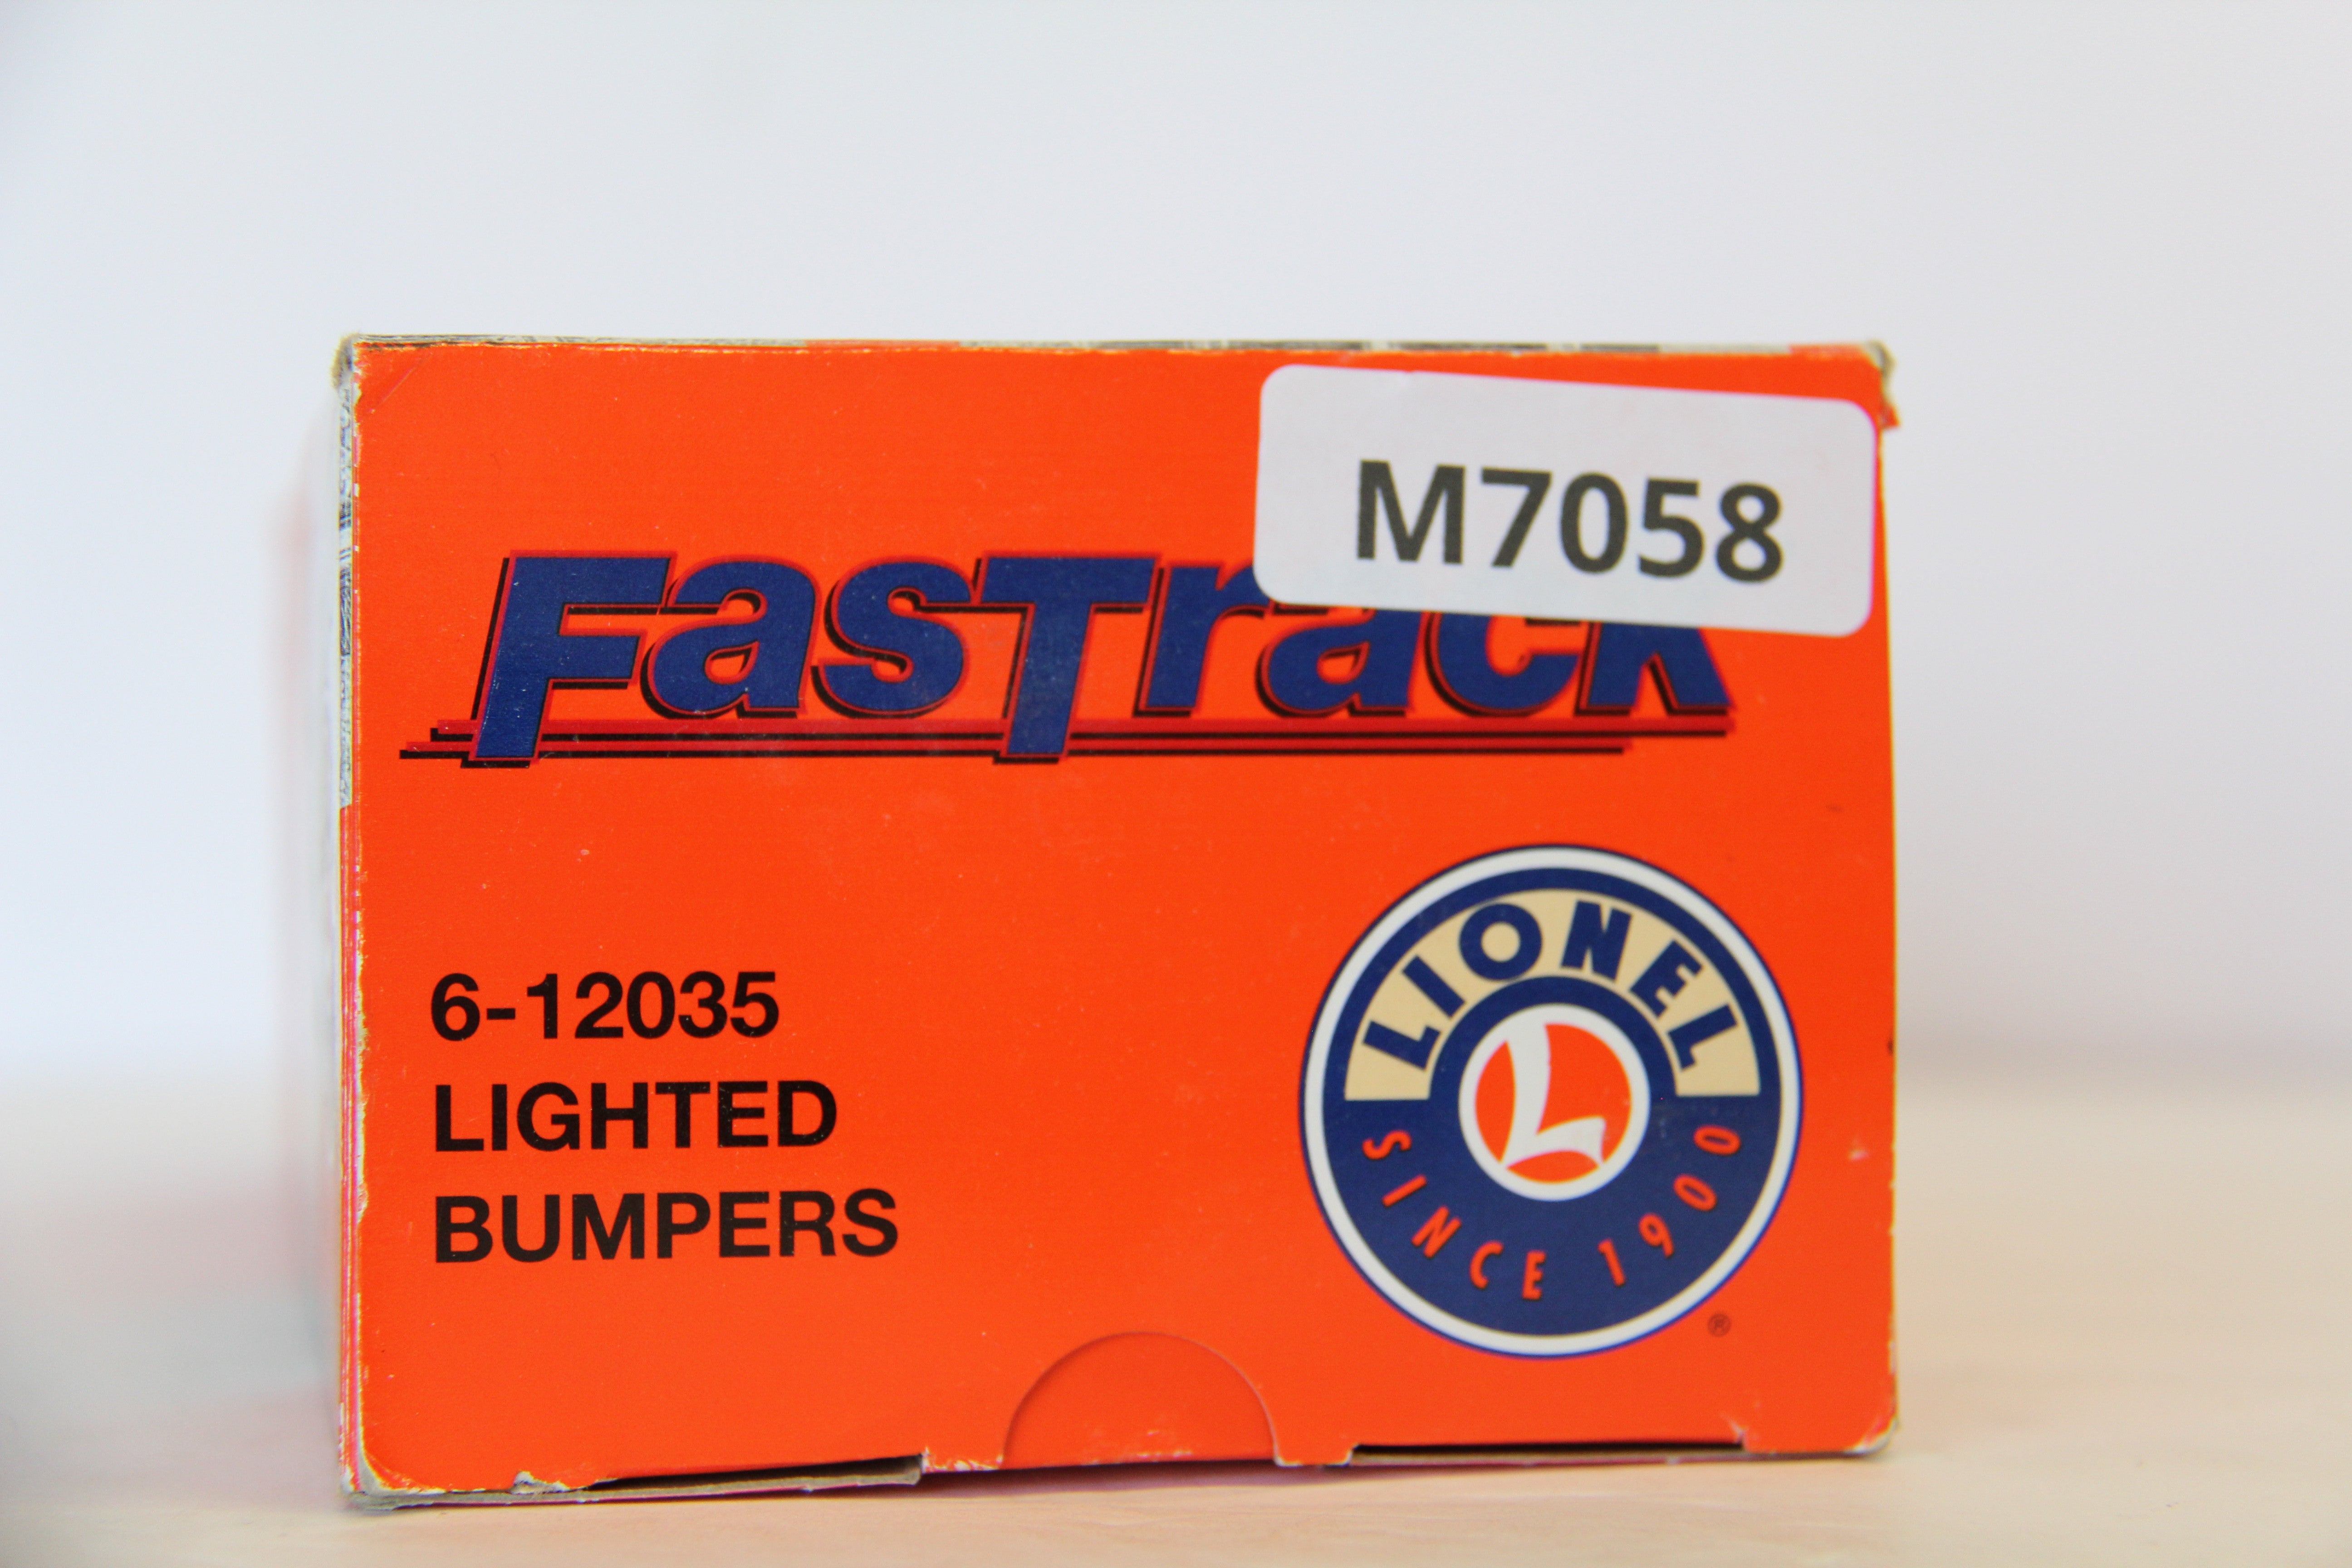 M7058
FasTrack
6-12035
LIGHTED
BUMPERS
LIONEL
L
SINCE 1900
®